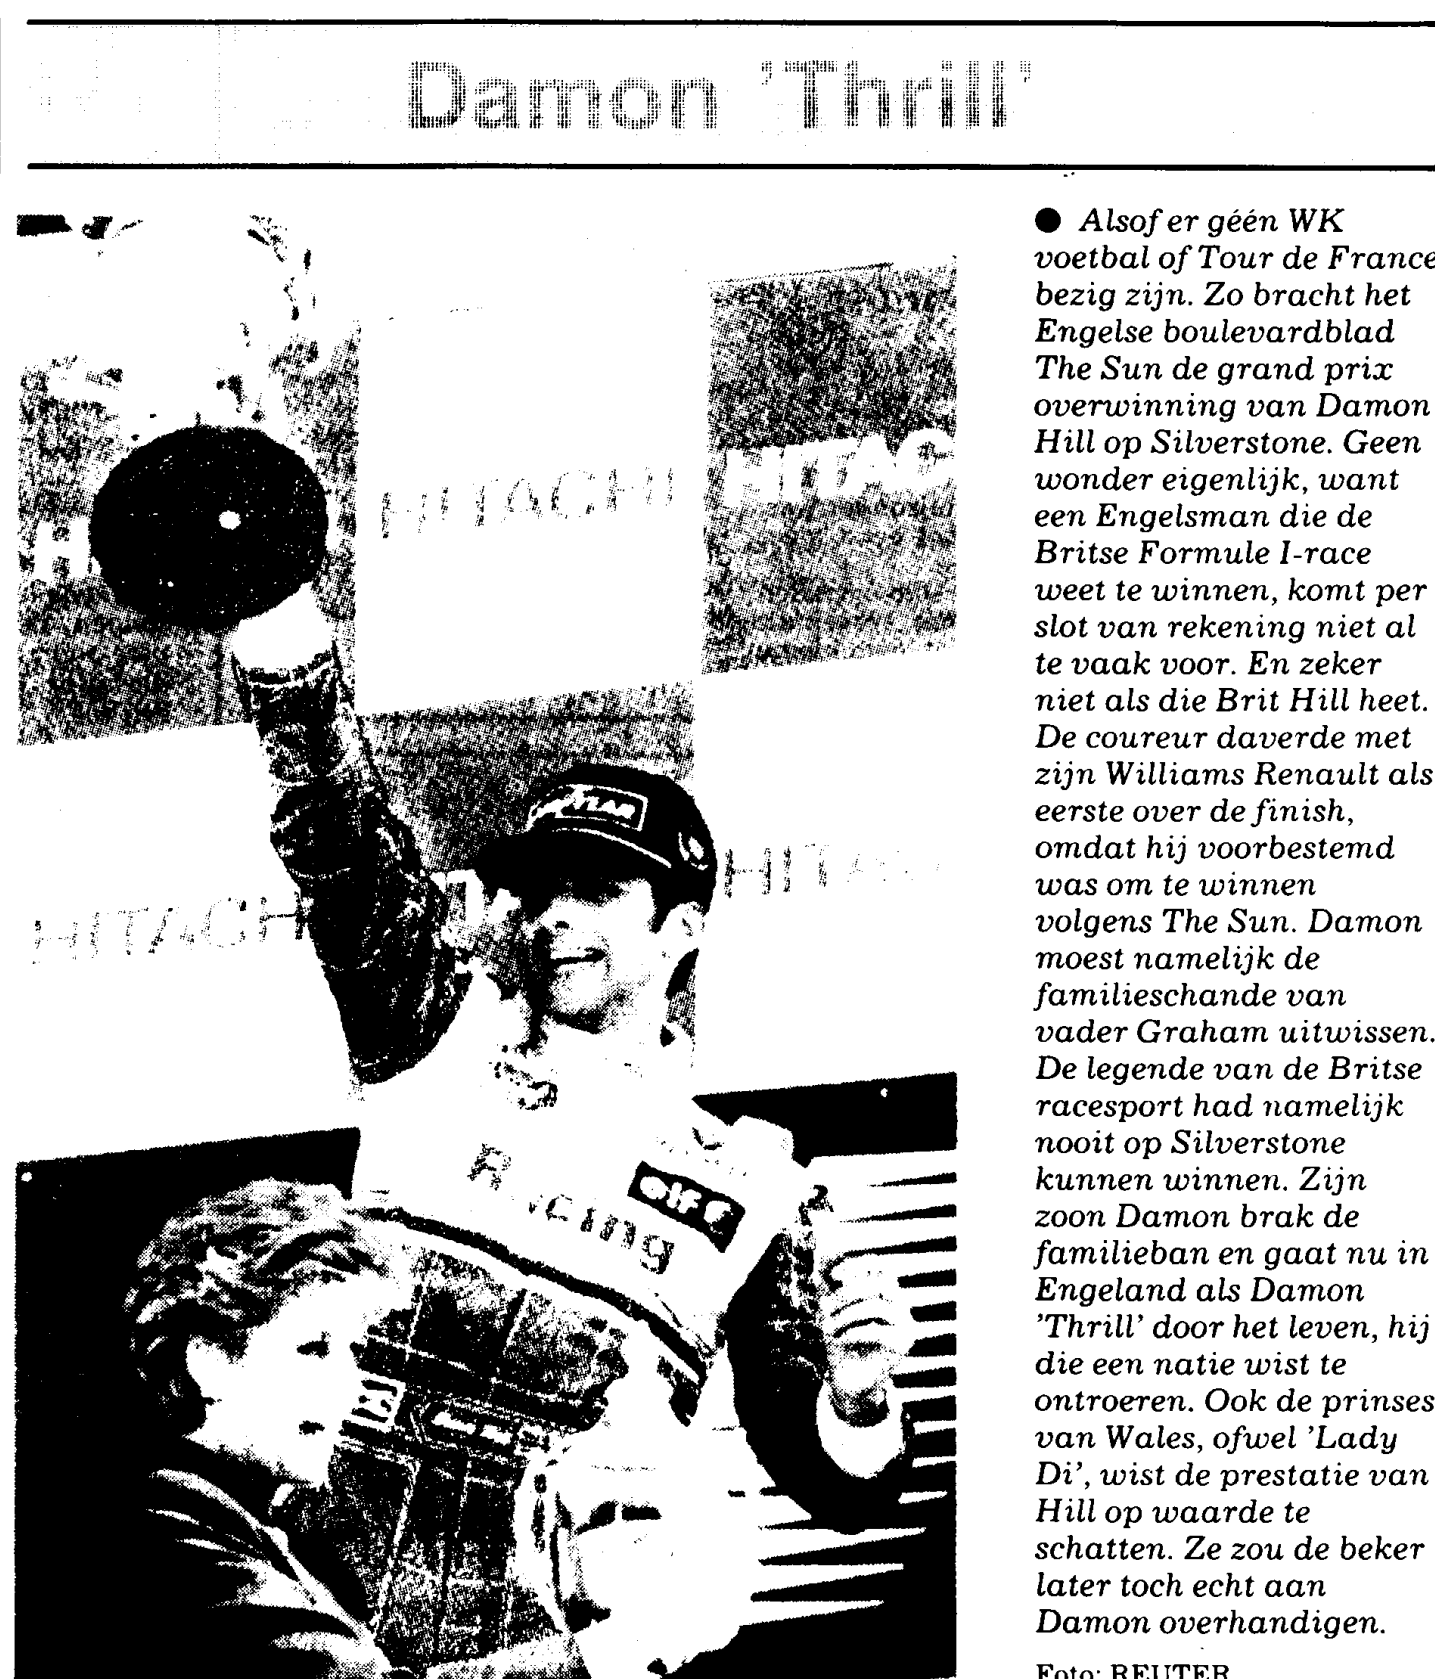 Damon 'Thrill'
HITACHI
HITAC
HITACH
HITA
Racing
elf
● Alsof er géén WK
voetbal of Tour de France
bezig zijn. Zo bracht het
Engelse boulevardblad
The Sun de grand prix
overwinning van Damon
Hill op Silverstone. Geen
wonder eigenlijk, want
een Engelsman die de
Britse Formule I-race
weet te winnen, komt per
slot van rekening niet al
te vaak voor. En zeker
niet als die Brit Hill heet.
De coureur daverde met
zijn Williams Renault als
eerste over de finish,
omdat hij voorbestemd
was om te winnen
volgens The Sun. Damon
moest namelijk de
familieschande van
vader Graham uitwissen.
De legende van de Britse
racesport had namelijk
nooit op Silverstone
kunnen winnen. Zijn
zoon Damon brak de
familieban en gaat nu in
Engeland als Damon
'Thrill' door het leven, hij
die een natie wist te
ontroeren. Ook de prinses
van Wales, ofwel 'Lady
Di', wist de prestatie van
Hill op waarde te
schatten. Ze zou de beker
later toch echt aan
Damon overhandigen.
Foto: REUTER